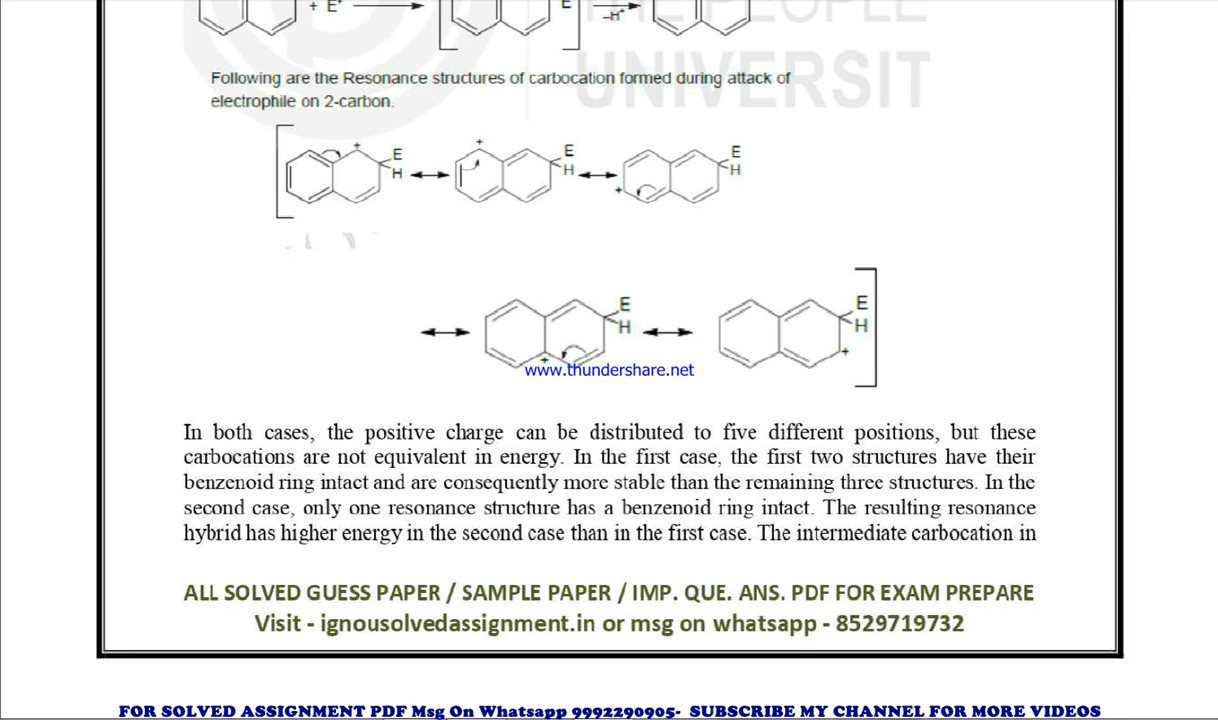 THE PEOPLE
UNIVERSIT
+ E⁺
E
–H⁺
Following are the Resonance structures of carbocation formed during attack of
electrophile on 2-carbon.
+ E H + E H + E H
+ E H + E H
www.thundershare.net
In both cases, the positive charge can be distributed to five different positions, but these
carbocations are not equivalent in energy. In the first case, the first two structures have their
benzenoid ring intact and are consequently more stable than the remaining three structures. In the
second case, only one resonance structure has a benzenoid ring intact. The resulting resonance
hybrid has higher energy in the second case than in the first case. The intermediate carbocation in
ALL SOLVED GUESS PAPER / SAMPLE PAPER / IMP. QUE. ANS. PDF FOR EXAM PREPARE
Visit - ignousolvedassignment.in or msg on whatsapp - 8529719732
FOR SOLVED ASSIGNMENT PDF Msg On Whatsapp 9992290905- SUBSCRIBE MY CHANNEL FOR MORE VIDEOS